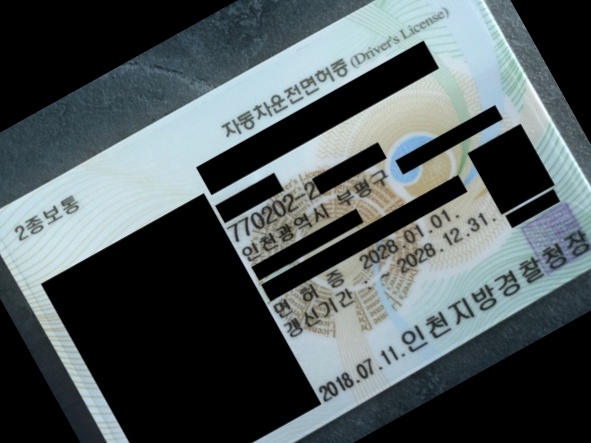 자동차운전면허증 (Driver's License)
2종보통
770202-2
인천광역시 부평구
면 허 증 2028.01.01.
갱신기간 : ~ 2028.12.31.
2018.07.11. 인천지방경찰청장